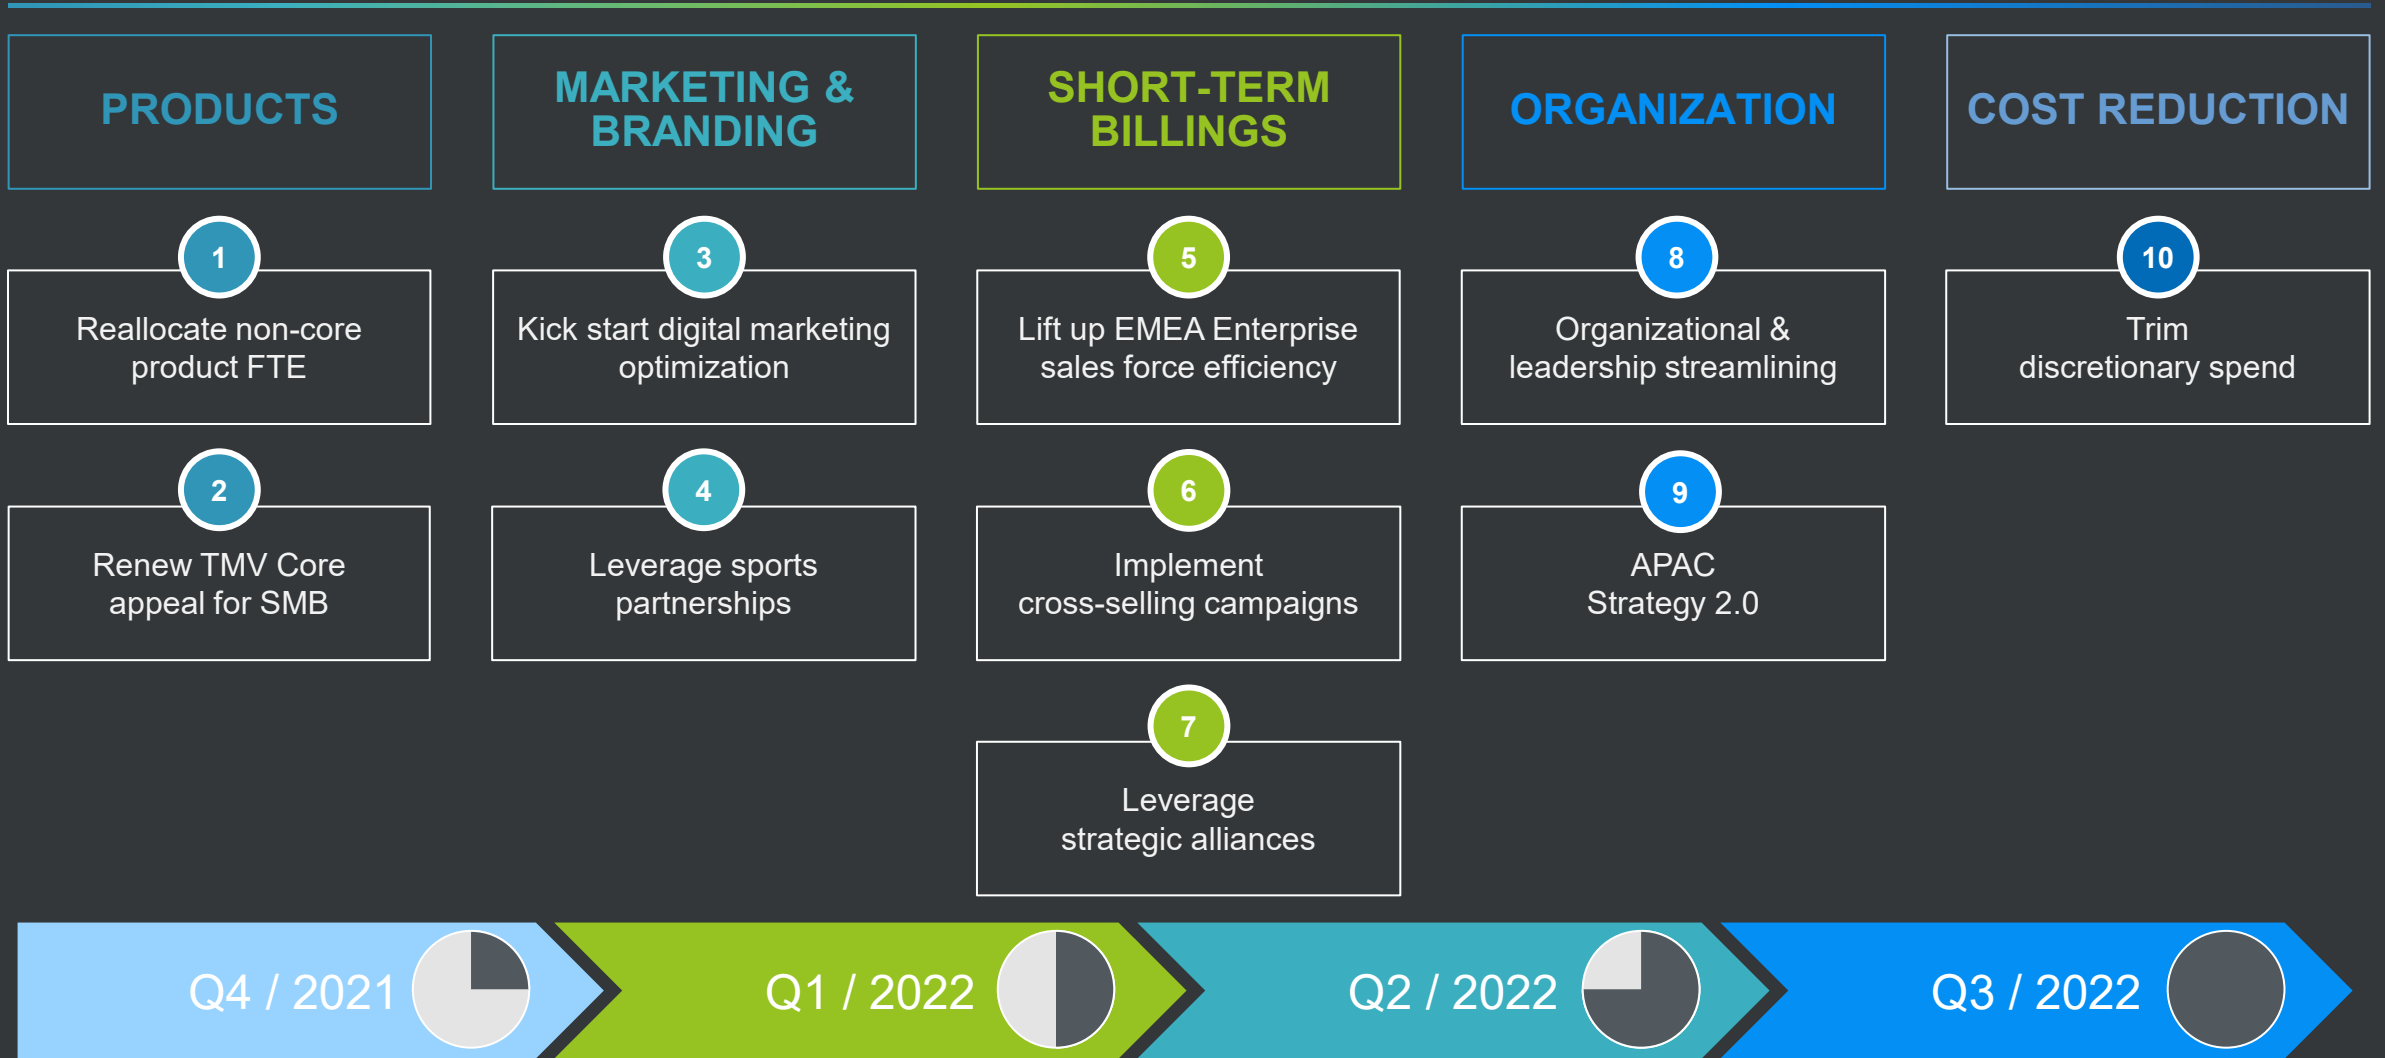 PRODUCTS
MARKETING &
BRANDING
SHORT-TERM
BILLINGS
ORGANIZATION
COST REDUCTION
1
Reallocate non-core
product FTE
2
Renew TMV Core
appeal for SMB
3
Kick start digital marketing
optimization
4
Leverage sports
partnerships
5
Lift up EMEA Enterprise
sales force efficiency
6
Implement
cross-selling campaigns
7
Leverage
strategic alliances
8
Organizational &
leadership streamlining
9
APAC
Strategy 2.0
10
Trim
discretionary spend
Q4 / 2021
Q1 / 2022
Q2 / 2022
Q3 / 2022